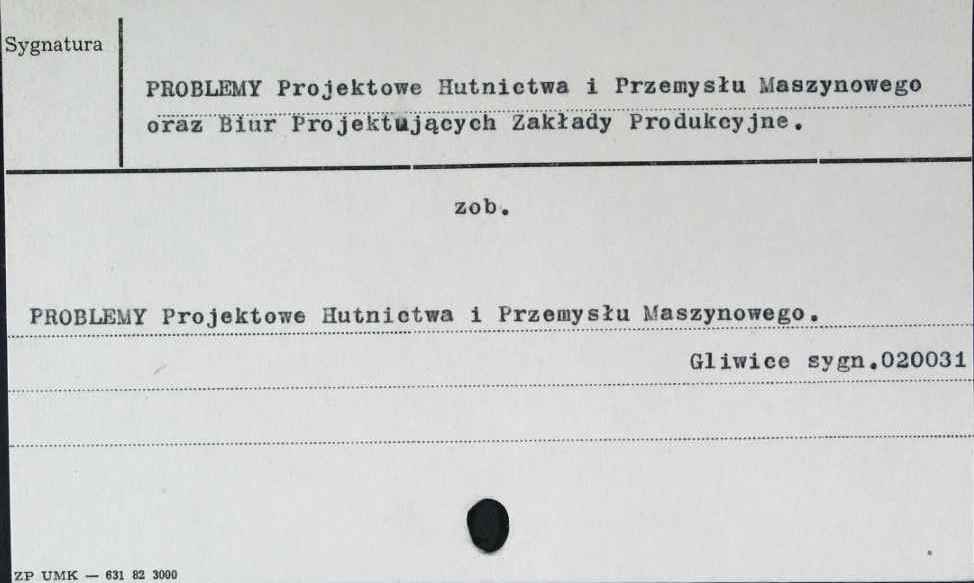 Sygnatura
PROBLEMY Projektowe Hutnictwa i Przemysłu Maszynowego
oraz Biur Projektujących Zakłady Produkcyjne.
zob.
PROBLEMY Projektowe Hutnictwa i Przemysłu Maszynowego.
Gliwice sygn.020031
ZP UMK — 631 82 3000